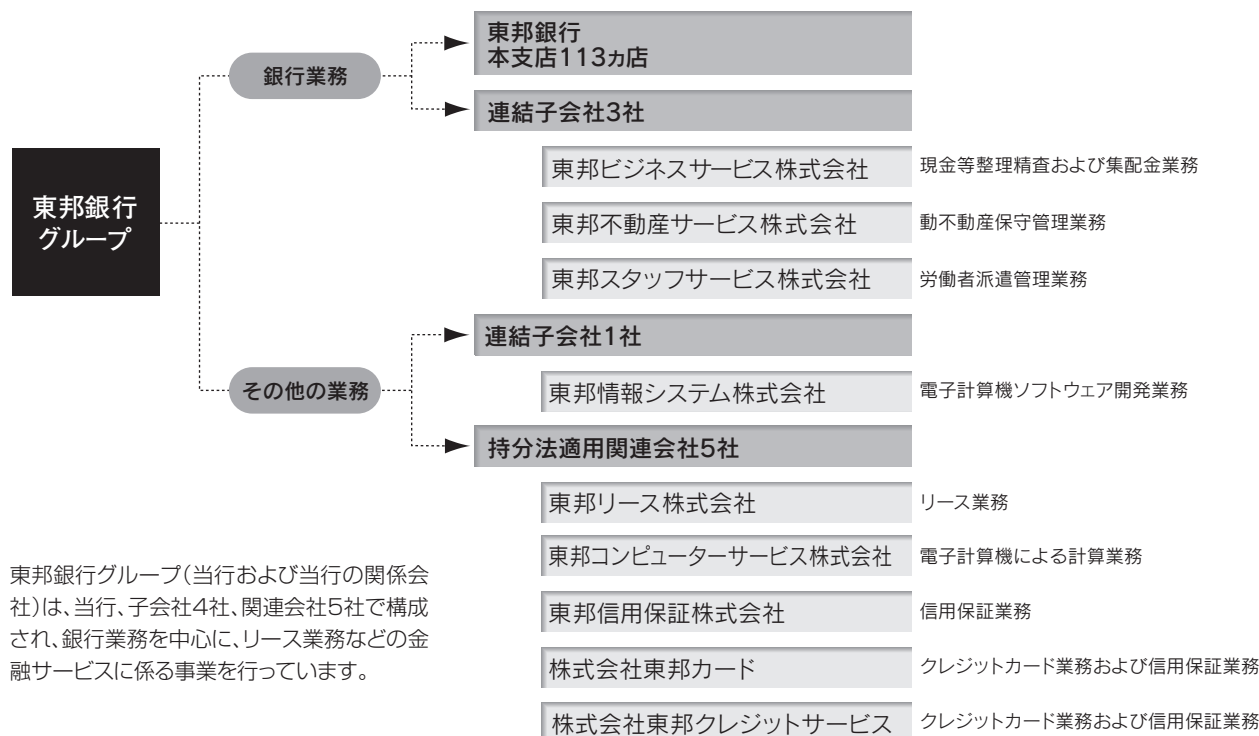 東邦銀行
グループ
銀行業務
東邦銀行
本支店113ヵ店
連結子会社3社
東邦ビジネスサービス株式会社
現金等整理精査および集配金業務
東邦不動産サービス株式会社
動不動産保守管理業務
東邦スタッフサービス株式会社
労働者派遣管理業務
その他の業務
連結子会社1社
東邦情報システム株式会社
電子計算機ソフトウェア開発業務
持分法適用関連会社5社
東邦リース株式会社
リース業務
東邦コンピューターサービス株式会社
電子計算機による計算業務
東邦信用保証株式会社
信用保証業務
株式会社東邦カード
クレジットカード業務および信用保証業務
株式会社東邦クレジットサービス
クレジットカード業務および信用保証業務
東邦銀行グループ(当行および当行の関係会
社)は、当行、子会社4社、関連会社5社で構成
され、銀行業務を中心に、リース業務などの金
融サービスに係る事業を行っています。